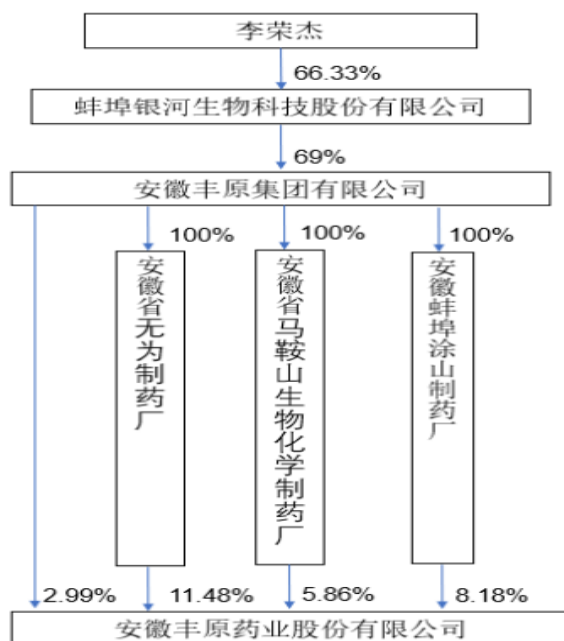 李荣杰
66.33%
蚌埠银河生物科技股份有限公司
69%
安徽丰原集团有限公司
100%
100%
100%
安徽省无为制药厂
安徽省马鞍山生物化学制药厂
安徽蚌埠涂山制药厂
2.99%
11.48%
5.86%
8.18%
安徽丰原药业股份有限公司